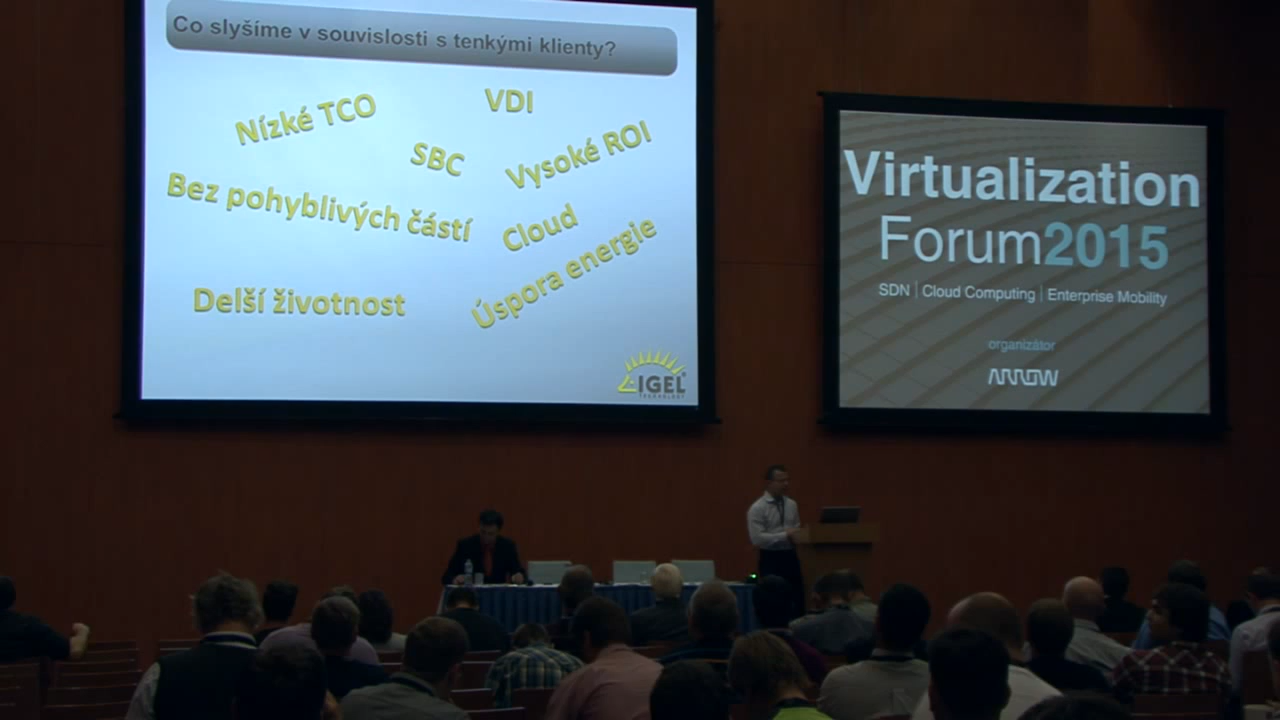 Co slyšíme v souvislosti s tenkými klienty?
Nízké TCO
VDI
SBC
Vysoké ROI
Bez pohyblivých částí
Cloud
Úspora energie
Delší životnost
IGEL
TECHNOLOGY
Virtualization
Forum2015
SDN | Cloud Computing | Enterprise Mobility
organizátor
ARROW